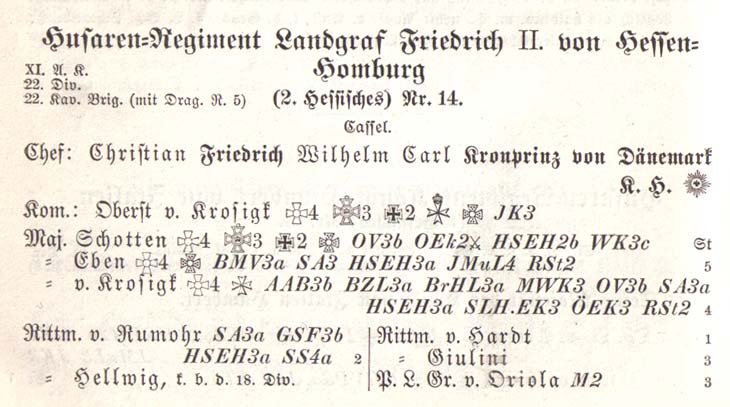 Husaren=Regiment Landgraf Friedrich II. von Hessen=
Homburg
XI. A. K.
22. Div.
22. Kav. Brig. (mit Drag. R. 5) (2. Hessisches) Nr. 14.
Cassel.
Chef: Christian Friedrich Wilhelm Carl Kronprinz von Dänemark
K. H.
Kom.: Oberst v. Krosigk 4 3 2 JK3
Maj. Schotten 4 3 2 OV3b OEk2 HSEH2b WK3c St
= Eben 4 BMV3a SA3 HSEH3a JMuL4 RSt2 5
= v. Krosigk 4 AAB3b BZL3a BrHL3a MWK3 OV3b SA3a
HSEH3a SLH.EK3 ÖEK3 RSt2 4
Rittm. v. Rumohr SA3a GSF3b
HSEH3a SS4a 2
= Hellwig, k. b. d. 18. Div.
Rittm. v. Hardt 1
= Giulini 3
P. L. Gr. v. Oriola M2 3